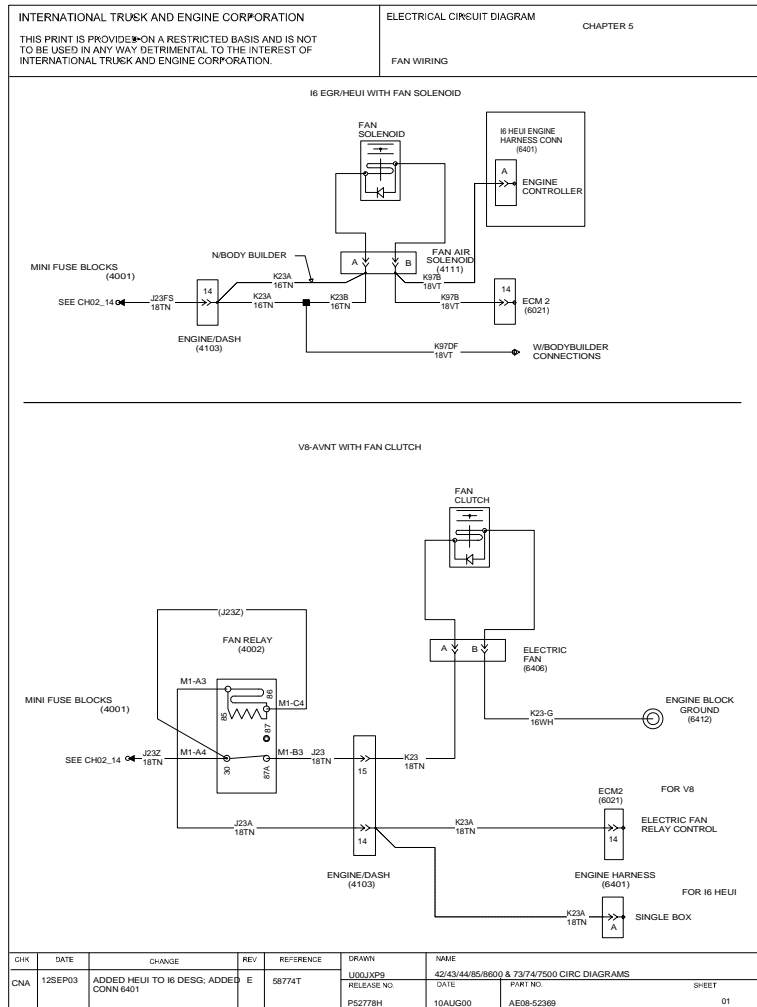 INTERNATIONAL TRUCK AND ENGINE CORPORATION
THIS PRINT IS PROVIDED ON A RESTRICTED BASIS AND IS NOT
TO BE USED IN ANY WAY DETRIMENTAL TO THE INTEREST OF
INTERNATIONAL TRUCK AND ENGINE CORPORATION.
ELECTRICAL CIRCUIT DIAGRAM
CHAPTER 5
FAN WIRING
I6 EGR/HEUI WITH FAN SOLENOID
FAN
SOLENOID
I6 HEUI ENGINE
HARNESS CONN
(6401)
A
ENGINE
CONTROLLER
N/BODY BUILDER
A
B
FAN AIR
SOLENOID
(4111)
MINI FUSE BLOCKS
(4001)
K23A
16TN
K97B
18VT
SEE CH02_14
J23FS
18TN
14
K23A
16TN
K23B
16TN
K97B
18VT
14
ECM 2
(6021)
ENGINE/DASH
(4103)
K97DF
18VT
W/BODYBUILDER
CONNECTIONS
V8-AVNT WITH FAN CLUTCH
FAN
CLUTCH
(J23Z)
FAN RELAY
(4002)
A
B
ELECTRIC
FAN
(6406)
M1-A3
86
M1-C4
85
87
MINI FUSE BLOCKS
(4001)
K23-G
16WH
ENGINE BLOCK
GROUND
(6412)
SEE CH02_14
J23Z
18TN
M1-A4
30
87A
M1-B3
J23
18TN
15
K23
18TN
ECM2
(6021)
FOR V8
J23A
18TN
14
K23A
18TN
14
ELECTRIC FAN
RELAY CONTROL
ENGINE/DASH
(4103)
ENGINE HARNESS
(6401)
FOR I6 HEUI
K23A
18TN
A
SINGLE BOX
CHK
DATE
CHANGE
REV
REFERENCE
DRAWN
NAME
CNA
12SEP03
ADDED HEUI TO I6 DESG; ADDED
CONN 6401
E
58774T
U00JXP9
42/43/44/85/8600 & 73/74/7500 CIRC DIAGRAMS
RELEASE NO.
DATE
PART NO.
SHEET
P52778H
10AUG00
AE08-52369
01